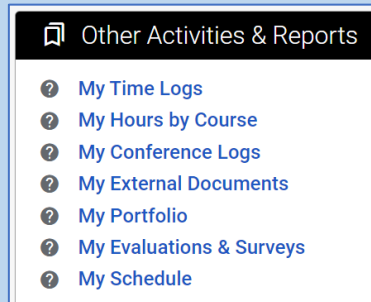 Other Activities & Reports
My Time Logs
My Hours by Course
My Conference Logs
My External Documents
My Portfolio
My Evaluations & Surveys
My Schedule